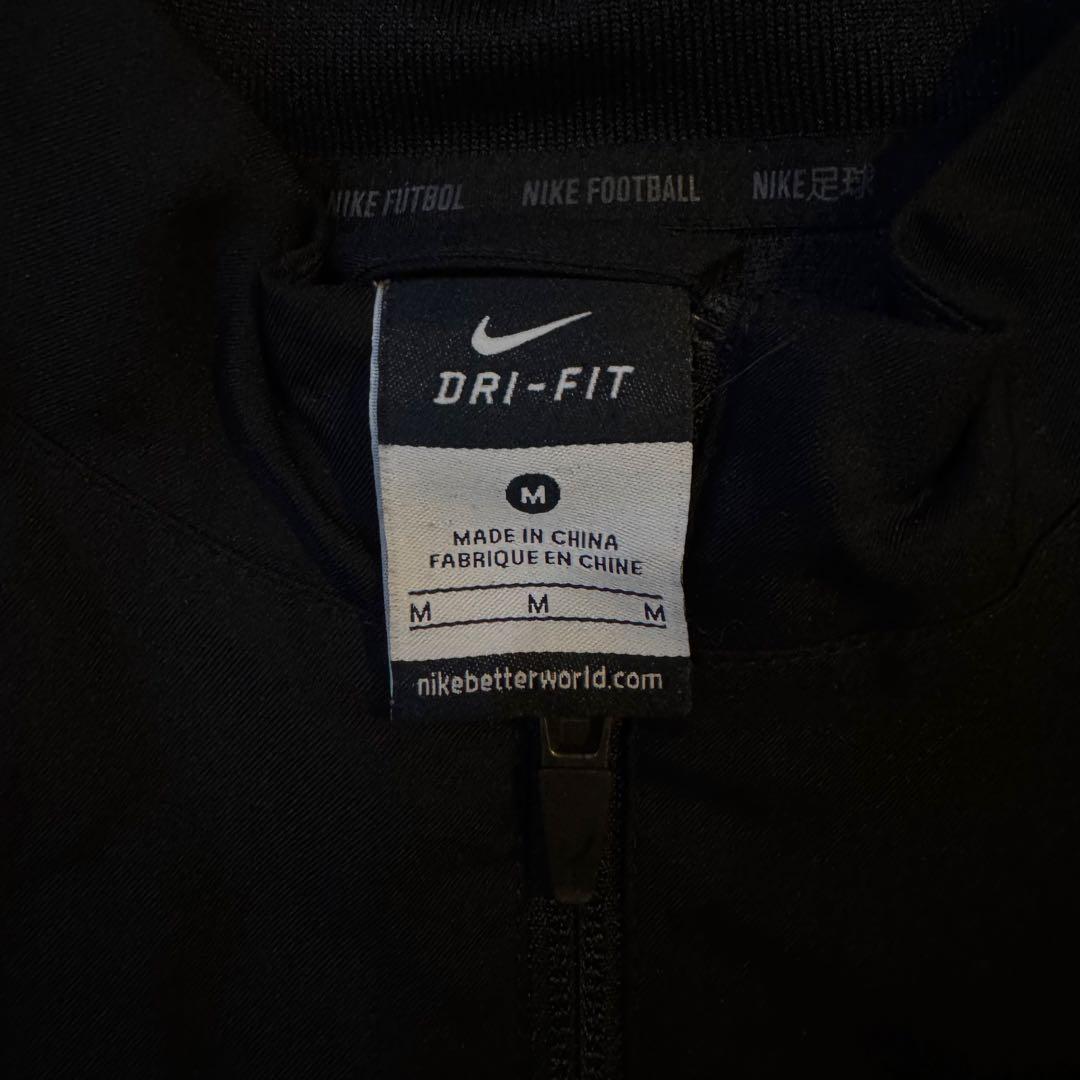 NIKE FÚTBOL NIKE FOOTBALL NIKE足球
DRI-FIT
M
MADE IN CHINA
FABRIQUE EN CHINE
M M M
nikebetterworld.com